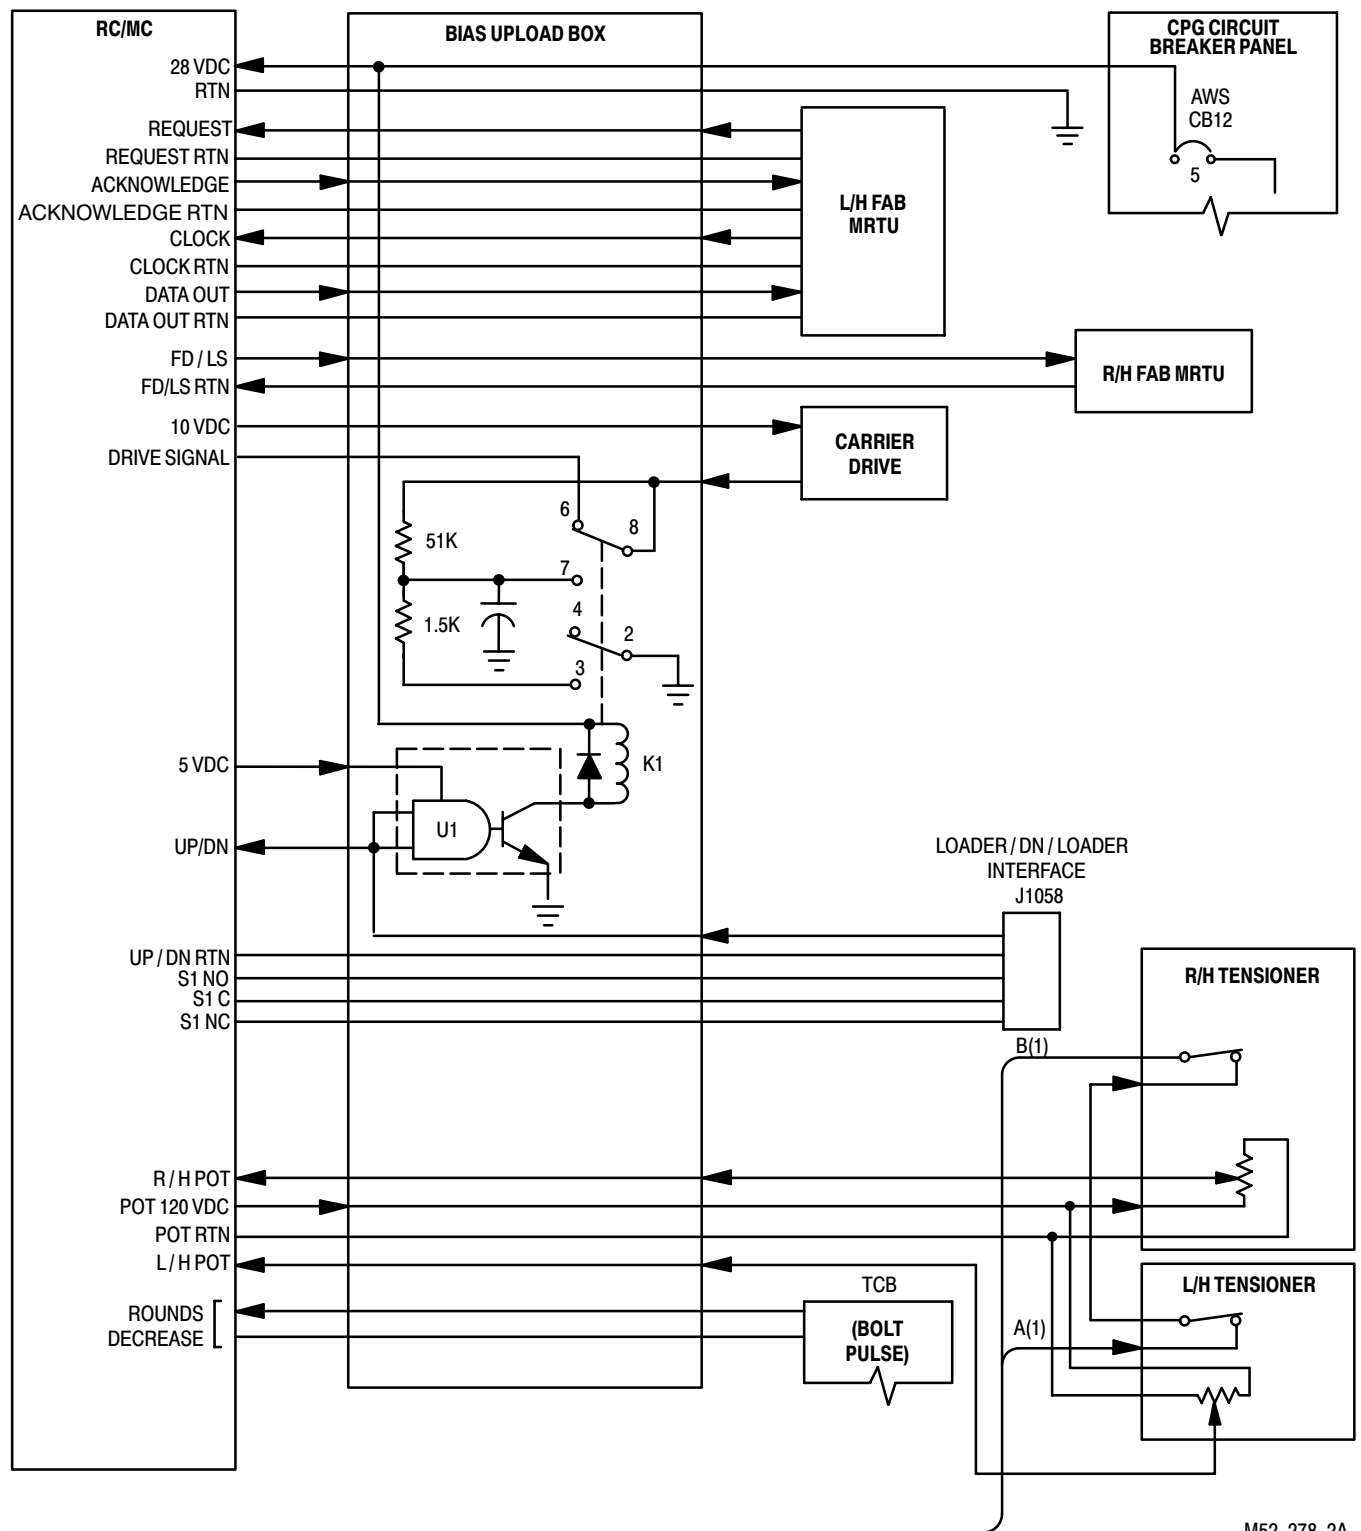 RC/MC
BIAS UPLOAD BOX
CPG CIRCUIT
BREAKER PANEL
28 VDC
RTN
AWS
CB12
5
REQUEST
REQUEST RTN
ACKNOWLEDGE
ACKNOWLEDGE RTN
CLOCK
CLOCK RTN
DATA OUT
DATA OUT RTN
L/H FAB
MRTU
FD / LS
FD/LS RTN
R/H FAB MRTU
10 VDC
DRIVE SIGNAL
CARRIER
DRIVE
6
8
51K
7
4
1.5K
2
3
5 VDC
K1
U1
UP/DN
LOADER / DN / LOADER
INTERFACE
J1058
UP / DN RTN
S1 NO
S1 C
S1 NC
R/H TENSIONER
B(1)
R / H POT
POT 120 VDC
POT RTN
L / H POT
L/H TENSIONER
TCB
ROUNDS
DECREASE
(BOLT
PULSE)
A(1)